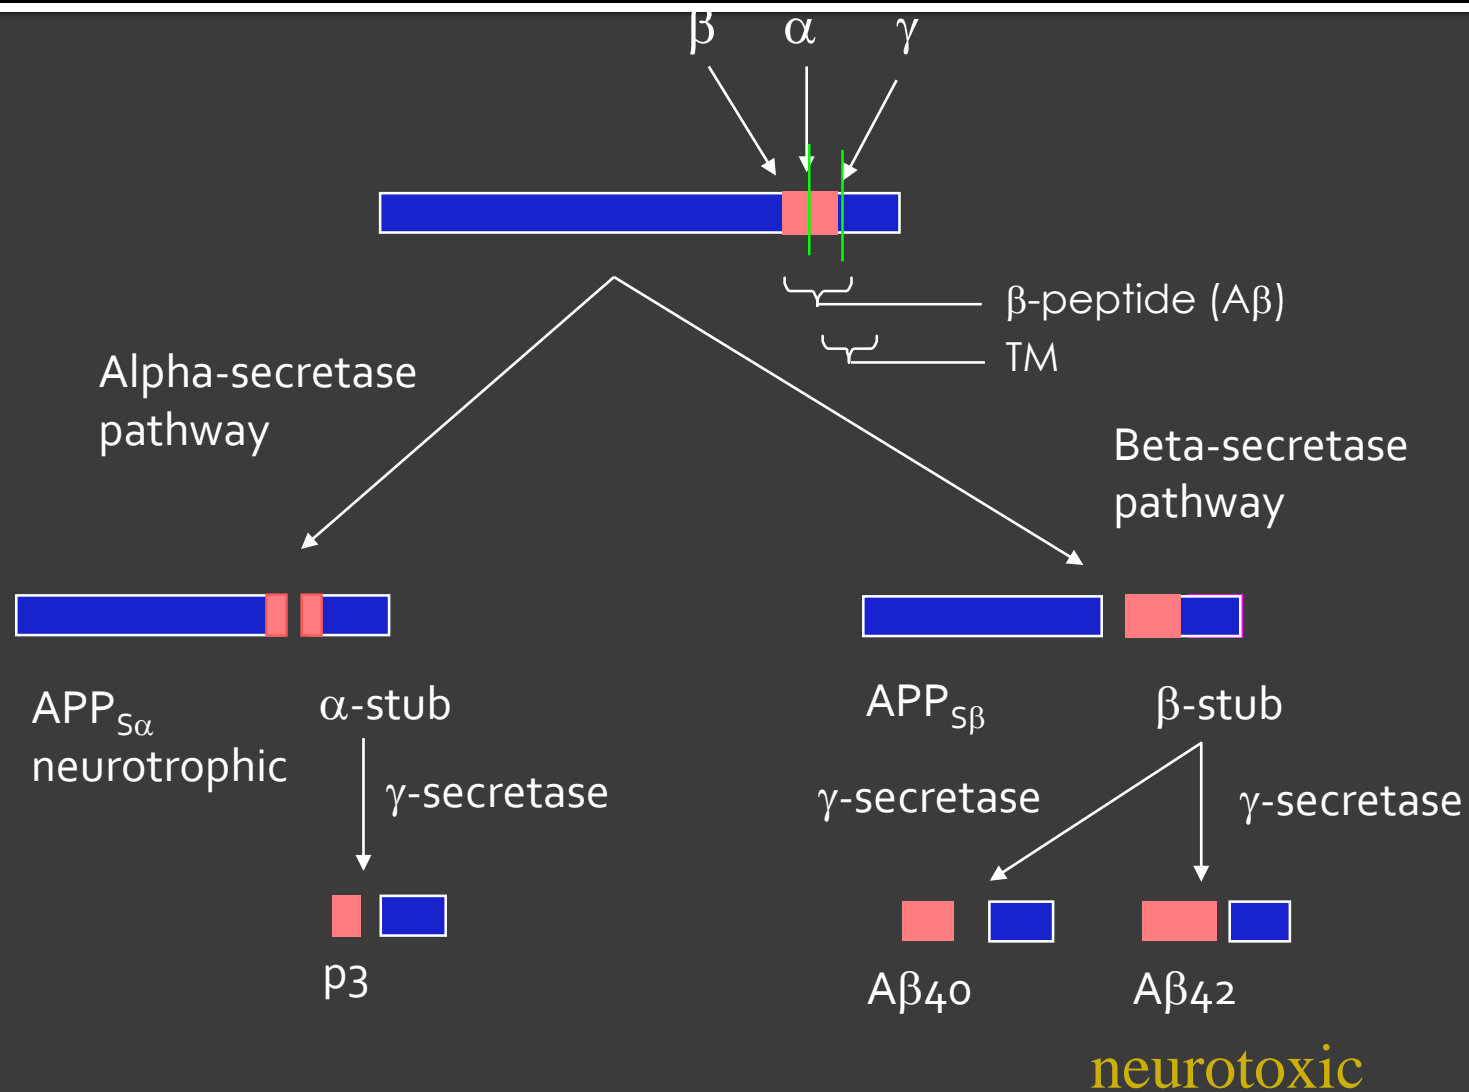 β α γ
β-peptide (Aβ)
TM
Alpha-secretase
pathway
Beta-secretase
pathway
APPSα
neurotrophic
α-stub
APPSβ
β-stub
γ-secretase
γ-secretase
γ-secretase
p3
Aβ40
Aβ42
neurotoxic